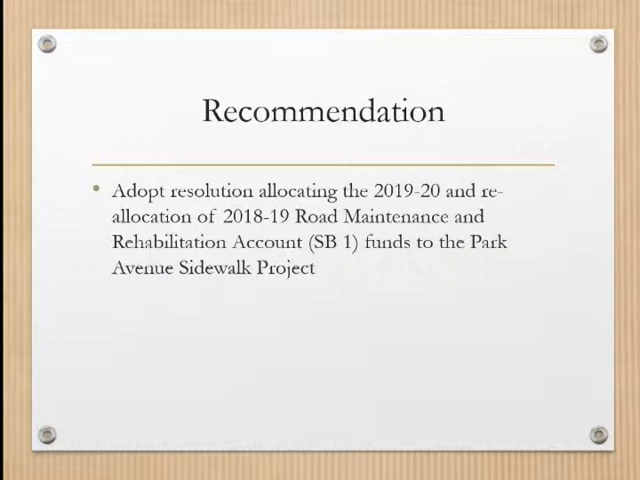 Recommendation
• Adopt resolution allocating the 2019-20 and re-
allocation of 2018-19 Road Maintenance and
Rehabilitation Account (SB 1) funds to the Park
Avenue Sidewalk Project